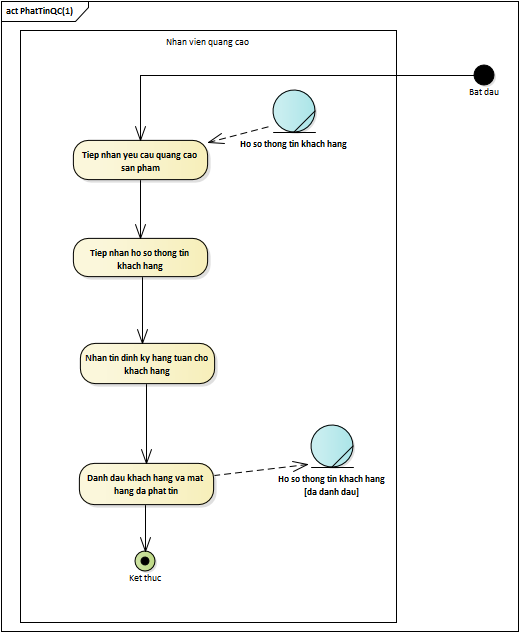 act PhatTinQC(1)
Nhan vien quang cao
Bat dau
Ho so thong tin khach hang
Tiep nhan yeu cau quang cao
san pham
Tiep nhan ho so thong tin
khach hang
Nhan tin dinh ky hang tuan cho
khach hang
Danh dau khach hang va mat
hang da phat tin
Ho so thong tin khach hang
[da danh dau]
Ket thuc